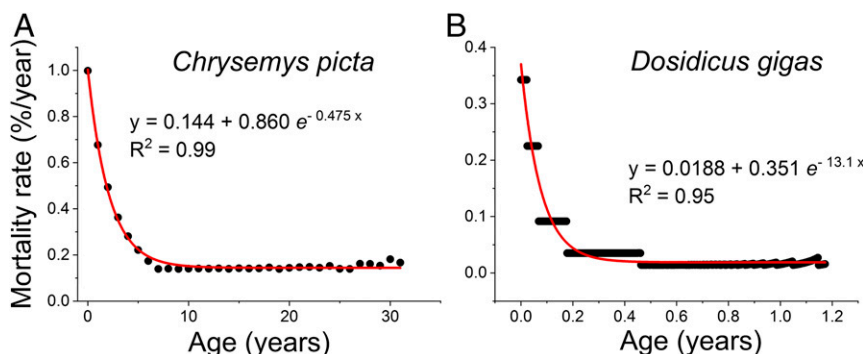 A
Chrysemys picta
y = 0.144 + 0.860 e^- 0.475 x
R² = 0.99
Mortality rate (%/year)
1.0
0.8
0.6
0.4
0.2
0.0
0 10 20 30
Age (years)
B
Dosidicus gigas
y = 0.0188 + 0.351 e^- 13.1 x
R² = 0.95
0.4
0.3
0.2
0.1
0.0
0.0 0.2 0.4 0.6 0.8 1.0 1.2
Age (years)